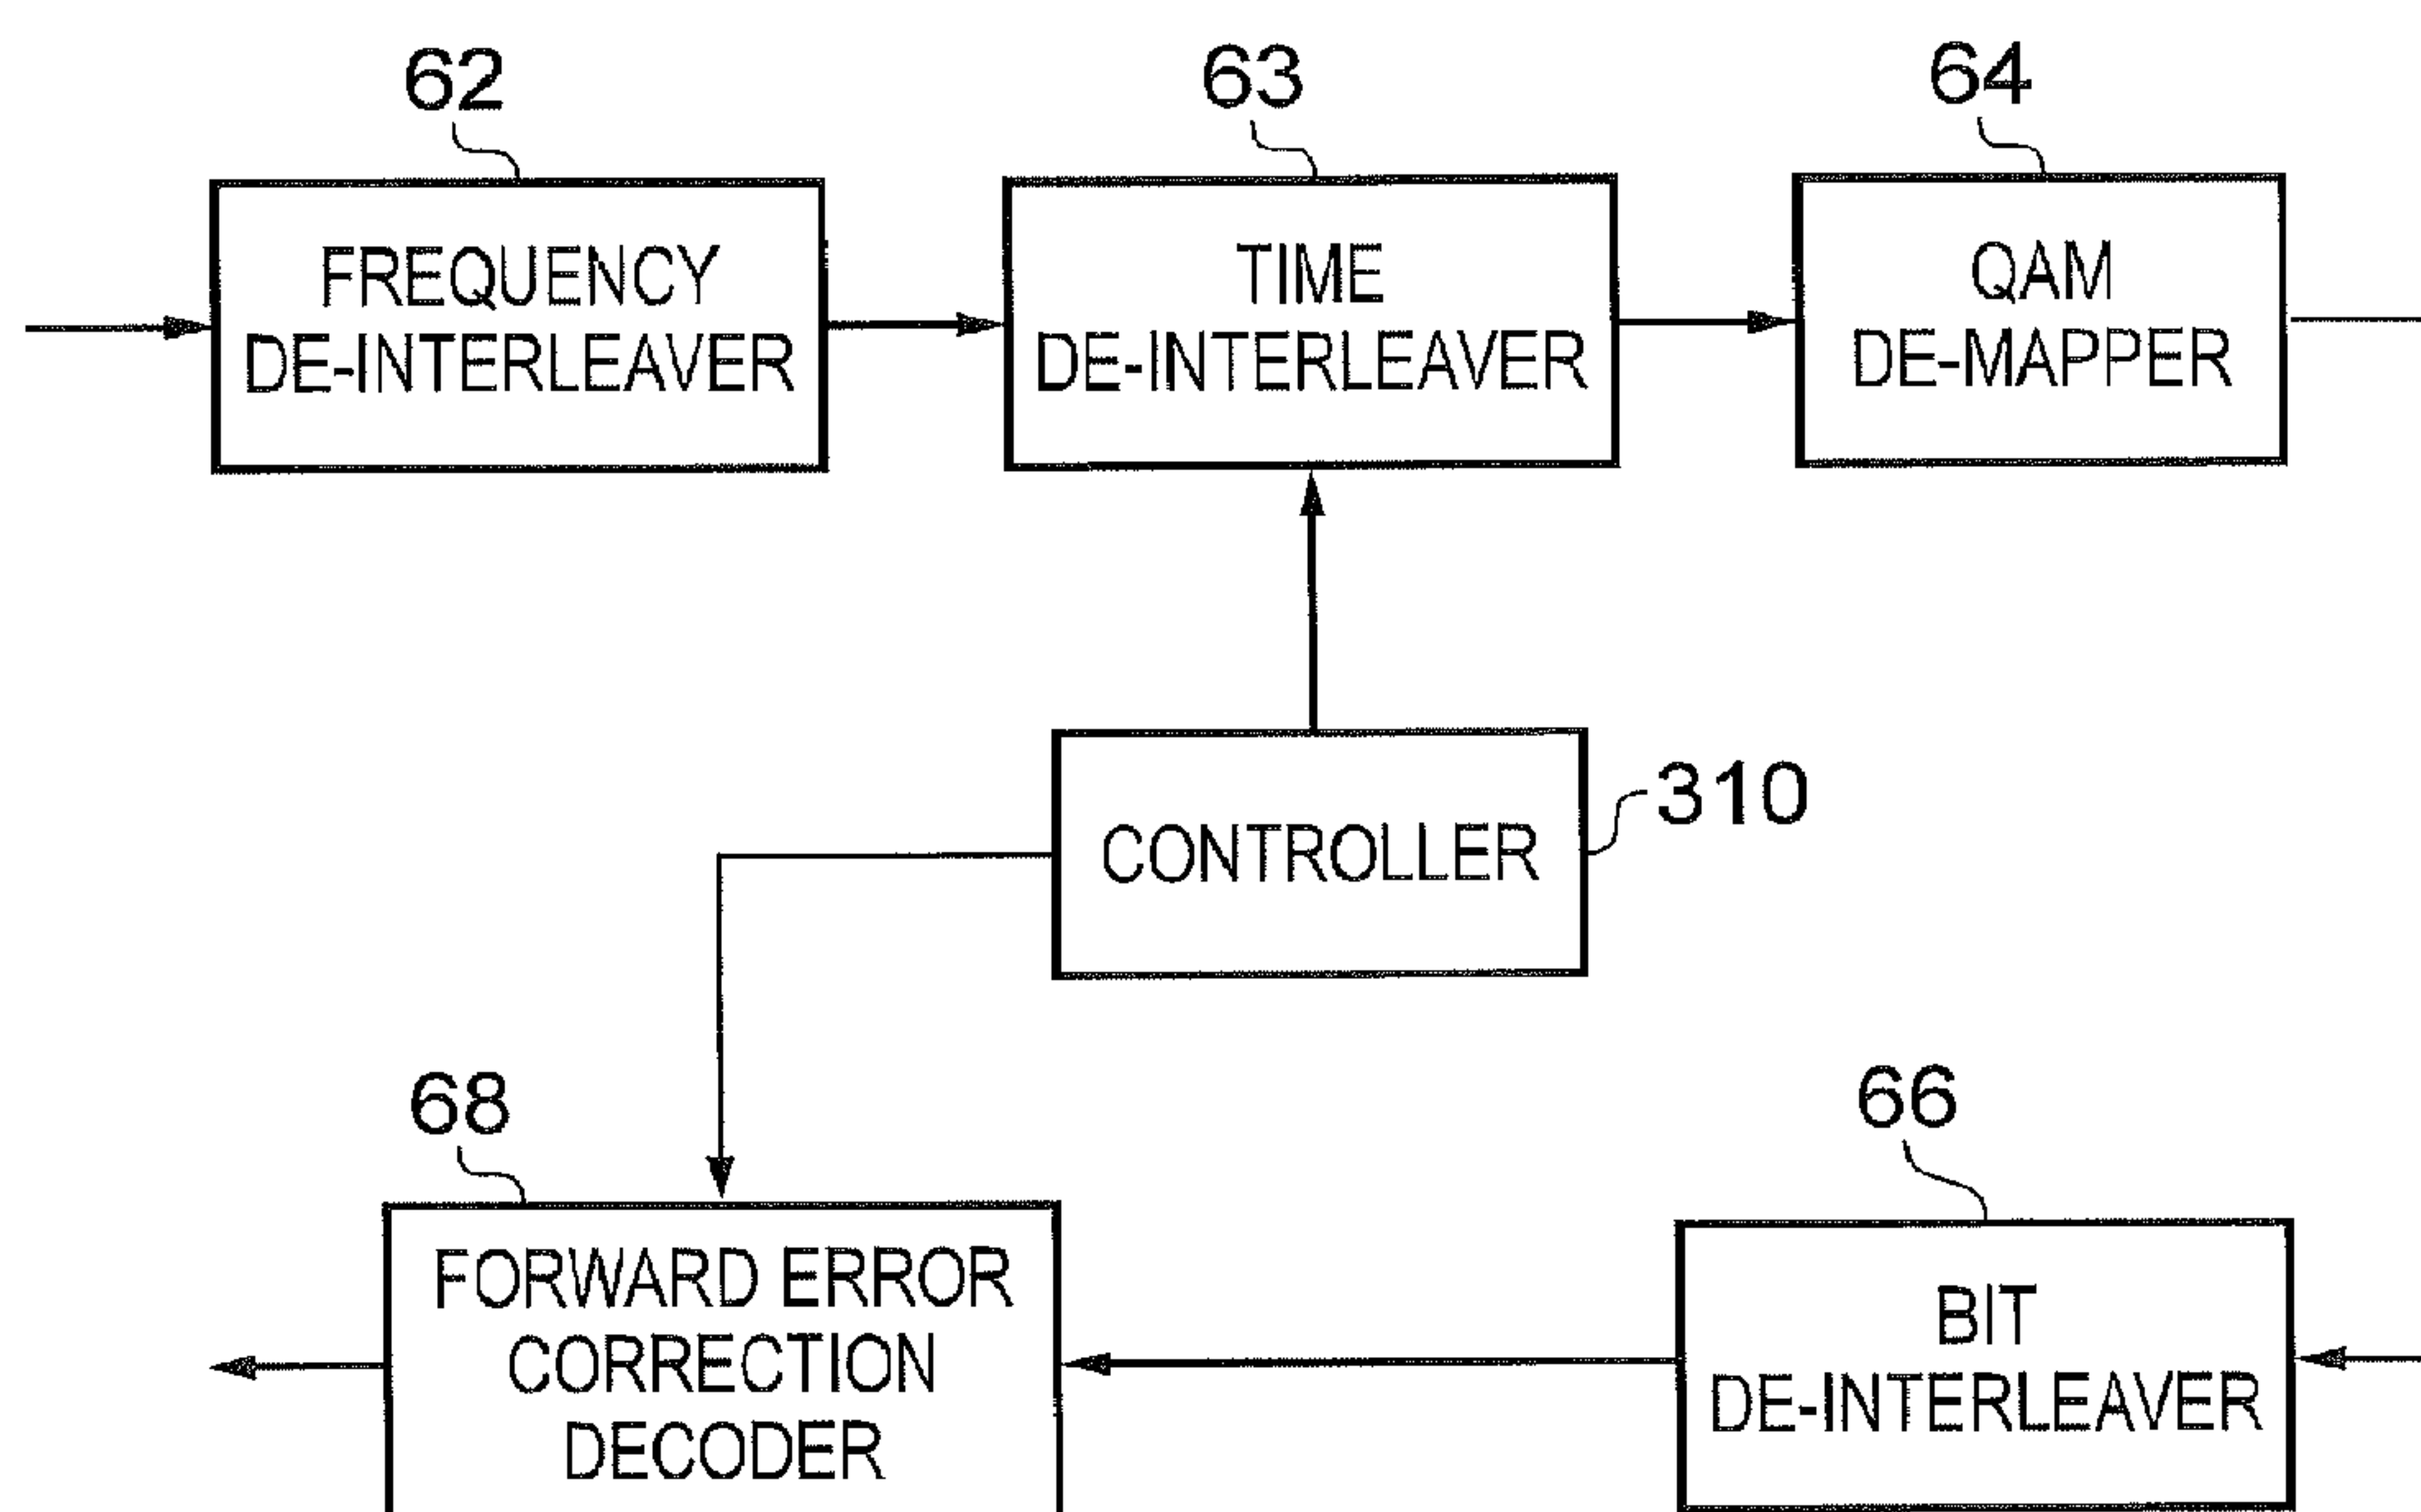 62
63
64
FREQUENCY
DE-INTERLEAVER
TIME
DE-INTERLEAVER
QAM
DE-MAPPER
CONTROLLER
310
68
66
FORWARD ERROR
CORRECTION
DECODER
BIT
DE-INTERLEAVER